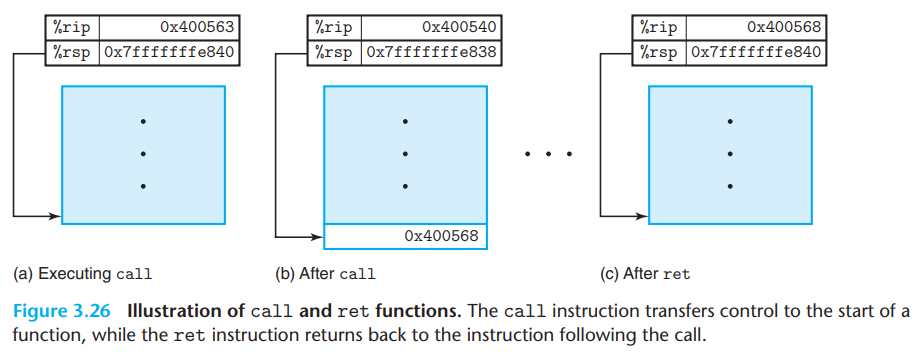 %rip 0x400563
%rsp 0x7fffffffe840
(a) Executing call
%rip 0x400540
%rsp 0x7fffffffe838
0x400568
(b) After call
%rip 0x400568
%rsp 0x7fffffffe840
(c) After ret
Figure 3.26 Illustration of call and ret functions. The call instruction transfers control to the start of a
function, while the ret instruction returns back to the instruction following the call.